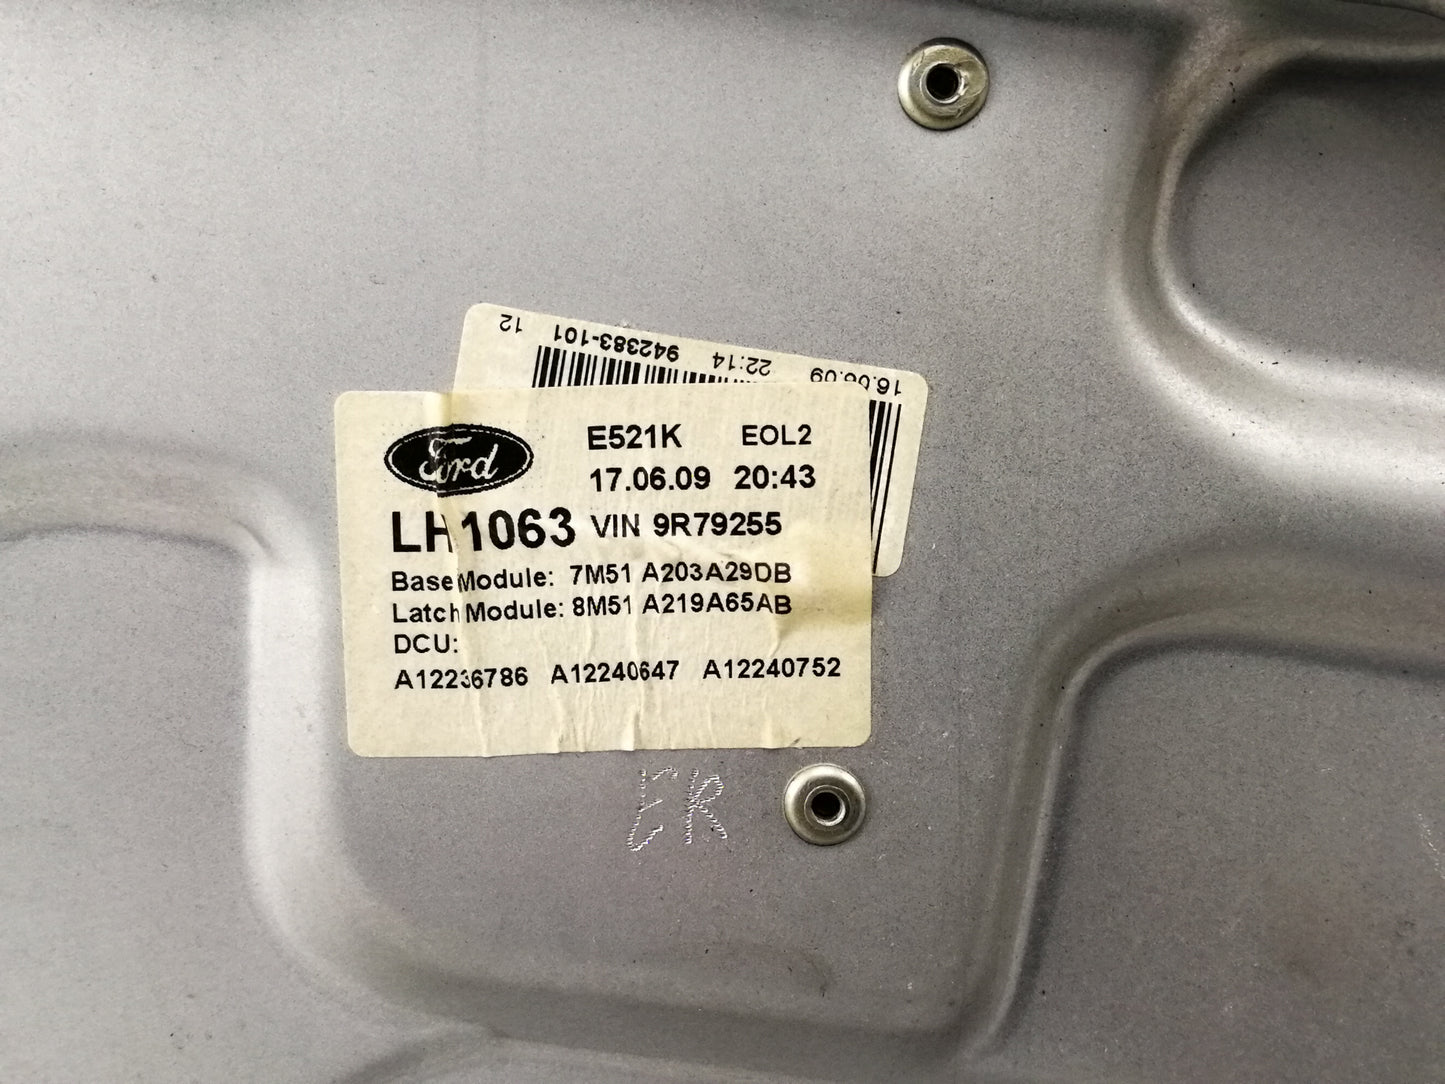 12 942383-101 22:14 16.06.09
Ford
E521K EOL2
17.06.09 20:43
LH1063 VIN 9R79255
Base Module: 7M51 A203A29DB
Latch Module: 8M51 A219A65AB
DCU:
A12236786 A12240647 A12240752
ER